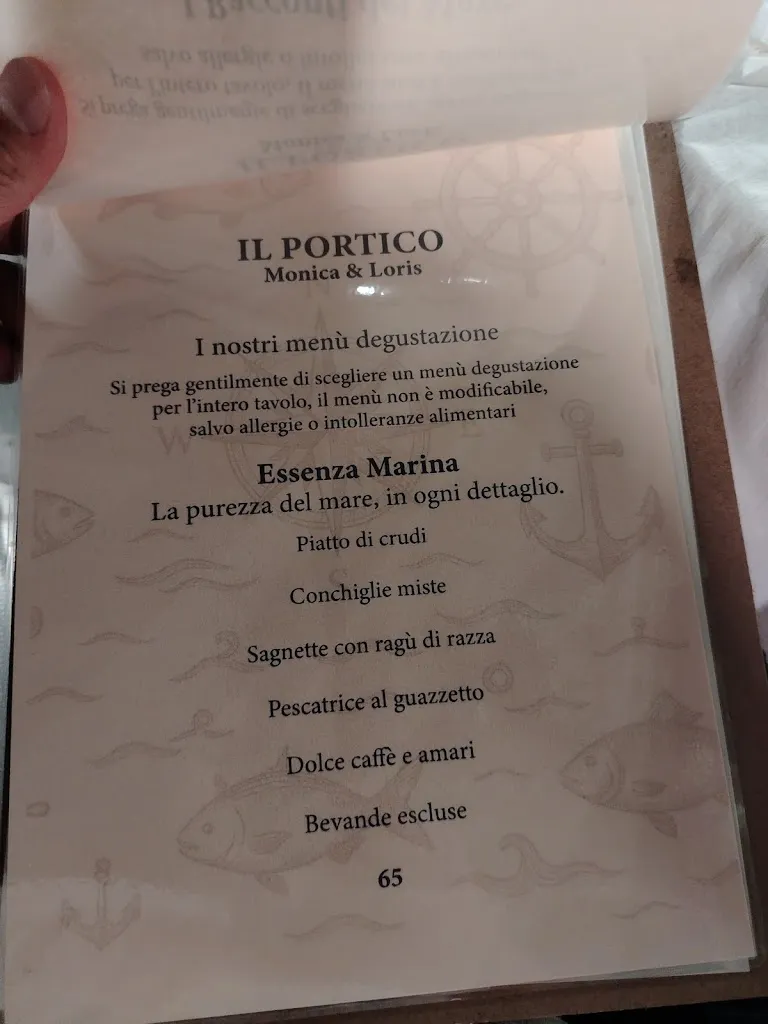 IL PORTICO
Monica & Loris
I nostri menù degustazione
Si prega gentilmente di scegliere un menù degustazione
per l'intero tavolo, il menù non è modificabile,
salvo allergie o intolleranze alimentari
Essenza Marina
La purezza del mare, in ogni dettaglio.
Piatto di crudi
Conchiglie miste
Sagnette con ragù di razza
Pescatrice al guazzetto
Dolce caffè e amari
Bevande escluse
65